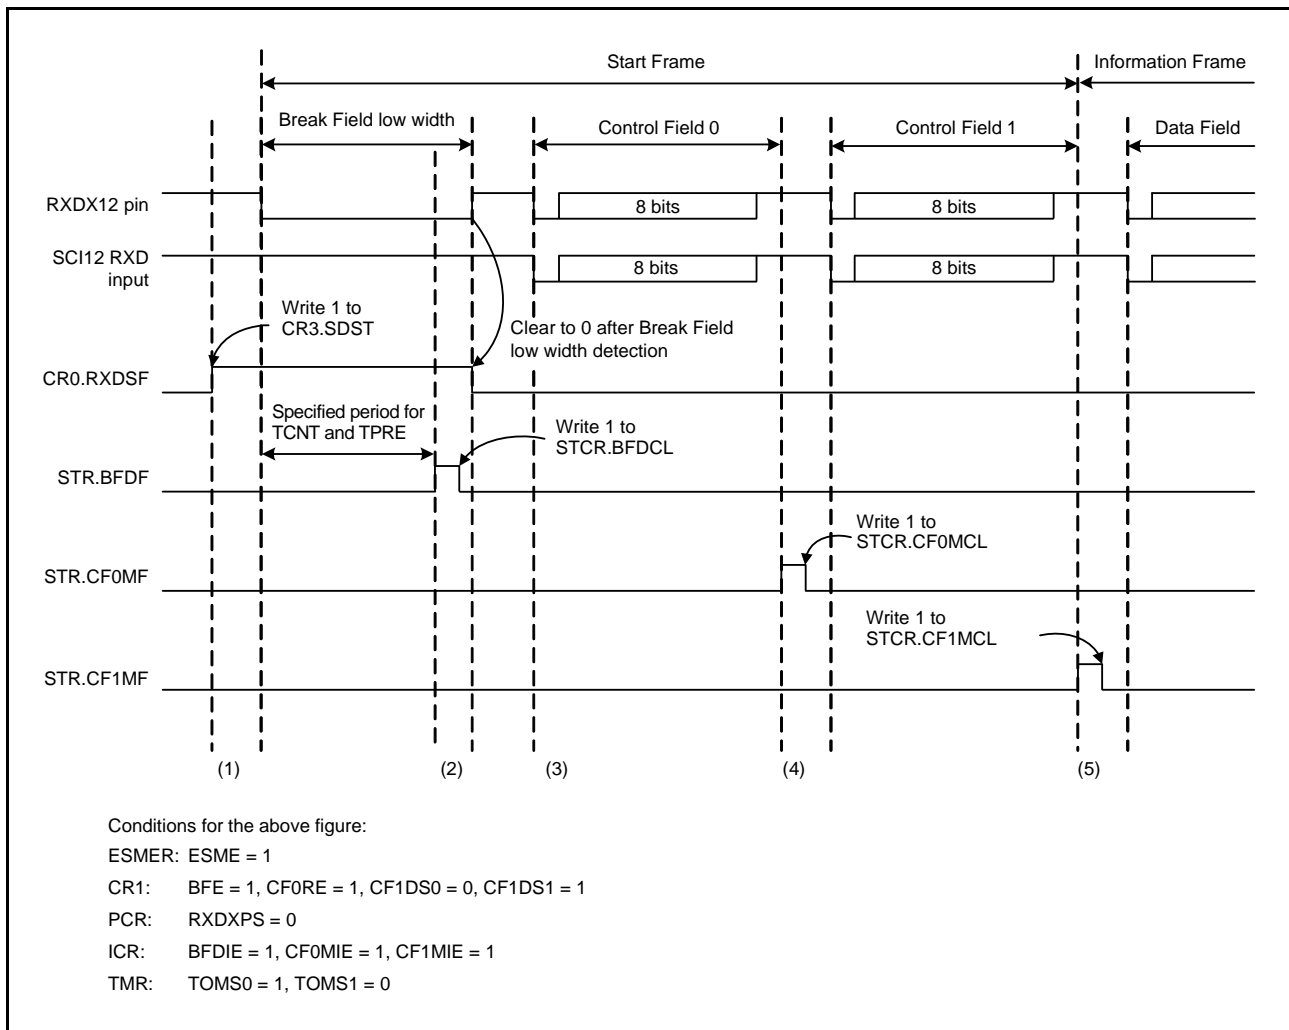 Start Frame
Information Frame
Break Field low width
Control Field 0
Control Field 1
Data Field
RXDX12 pin
8 bits
8 bits
SCI12 RXD
input
8 bits
8 bits
Write 1 to
CR3.SDST
Clear to 0 after Break Field
low width detection
CR0.RXDSF
Specified period for
TCNT and TPRE
Write 1 to
STCR.BFDCL
STR.BFDF
Write 1 to
STCR.CF0MCL
STR.CF0MF
Write 1 to
STCR.CF1MCL
STR.CF1MF
(1)
(2)
(3)
(4)
(5)
Conditions for the above figure:
ESMER: ESME = 1
CR1: BFE = 1, CF0RE = 1, CF1DS0 = 0, CF1DS1 = 1
PCR: RXDXPS = 0
ICR: BFDIE = 1, CF0MIE = 1, CF1MIE = 1
TMR: TOMS0 = 1, TOMS1 = 0